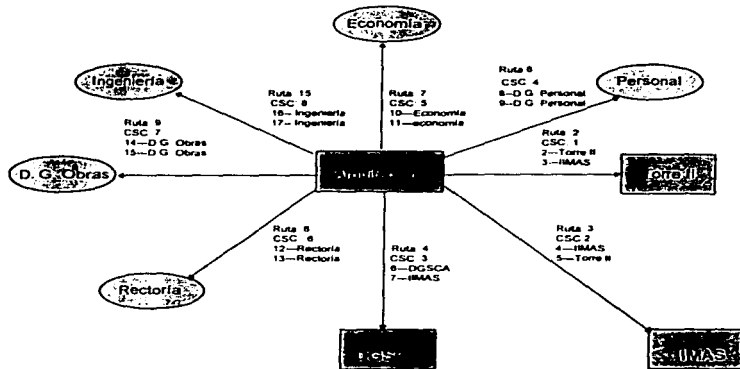 Economía
Ingeniería
Ruta 15
CSC 8
16--Ingeniería
17--Ingeniería
Ruta 7
CSC: 5
10---Economía
11---economía
Ruta 8
CSC 4
8--D G Personal
9--D G Personal
Personal
Ruta 9
CSC 7
14--D G Obras
15--D G Obras
Ruta 2
CSC: 1
2--Torre II
3--IIMAS
D. G. Obras
Torre II
Ruta 6
CSC 6
12--Rectoría
13--Rectoría
Ruta 4
CSC 3
6--DGSCA
7--IIMAS
Ruta 3
CSC 2
4--IIMAS
5--Torre II
Rectoría
IIMAS